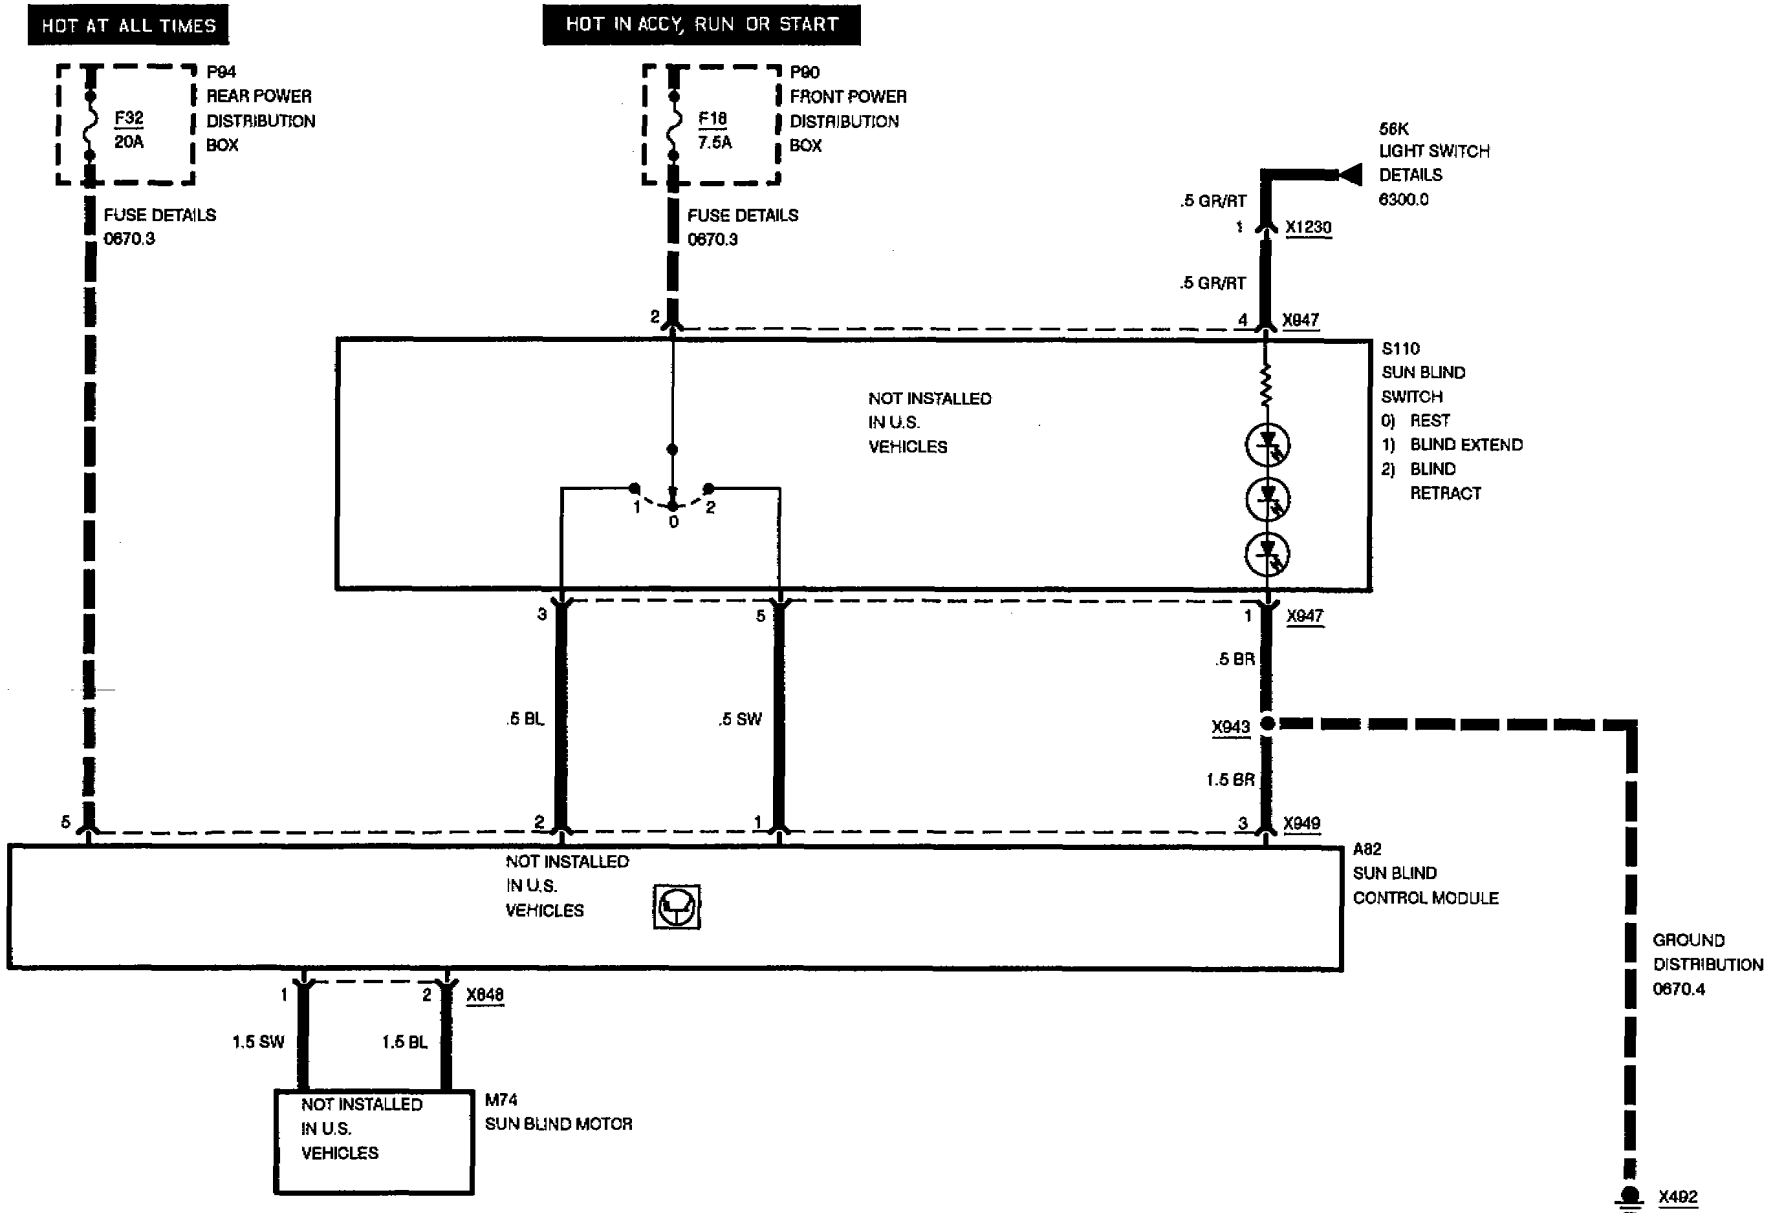 HOT AT ALL TIMES
HOT IN ACCY, RUN OR START
P94
REAR POWER
DISTRIBUTION
BOX
F32
20A
P90
FRONT POWER
DISTRIBUTION
BOX
F18
7.5A
56K
LIGHT SWITCH
DETAILS
6300.0
FUSE DETAILS
0670.3
FUSE DETAILS
0670.3
.5 GR/RT
1
X1230
.5 GR/RT
2
4
X947
S110
SUN BLIND
SWITCH
0) REST
1) BLIND EXTEND
2) BLIND
RETRACT
NOT INSTALLED
IN U.S.
VEHICLES
1
0
2
3
5
1
X947
.5 BR
.5 BL
.5 SW
X943
1.5 BR
5
2
1
3
X949
NOT INSTALLED
IN U.S.
VEHICLES
A82
SUN BLIND
CONTROL MODULE
GROUND
DISTRIBUTION
0670.4
1
2
X848
1.5 SW
1.5 BL
NOT INSTALLED
IN U.S.
VEHICLES
M74
SUN BLIND MOTOR
X492